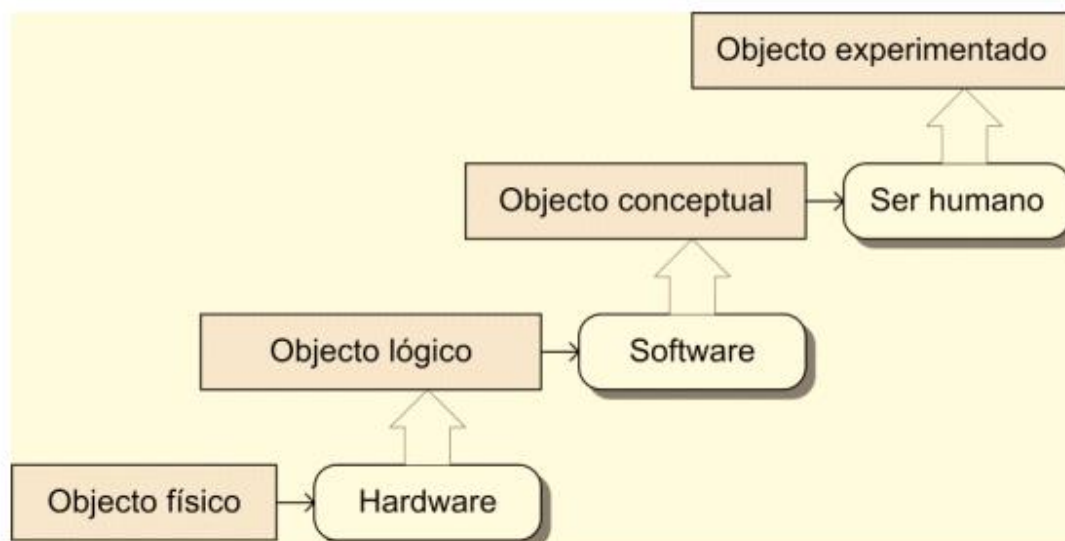 Objecto experimentado
Objecto conceptual
Ser humano
Objecto lógico
Software
Objecto físico
Hardware